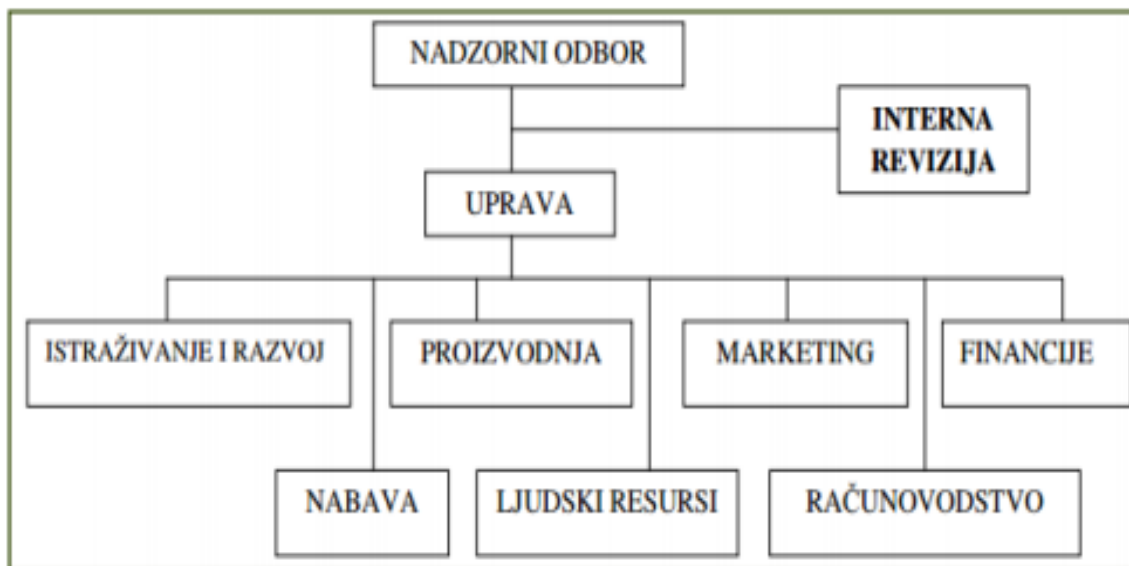 NADZORNI ODBOR
INTERNA
REVIZIJA
UPRAVA
ISTRAŽIVANJE I RAZVOJ
PROIZVODNJA
MARKETING
FINANCIJE
NABAVA
LJUDSKI RESURSI
RAČUNOVODSTVO